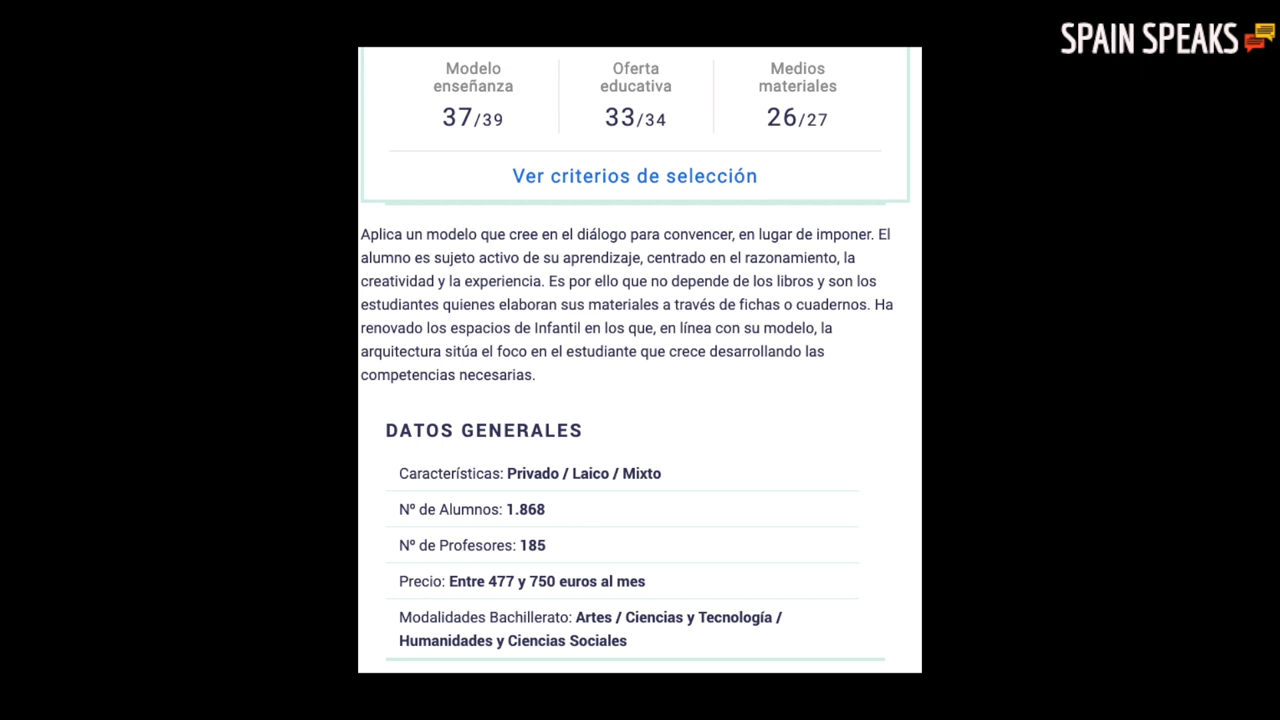 SPAIN SPEAKS
Modelo enseñanza
37/39
Oferta educativa
33/34
Medios materiales
26/27
Ver criterios de selección
Aplica un modelo que cree en el diálogo para convencer, en lugar de imponer. El
alumno es sujeto activo de su aprendizaje, centrado en el razonamiento, la
creatividad y la experiencia. Es por ello que no depende de los libros y son los
estudiantes quienes elaboran sus materiales a través de fichas o cuadernos. Ha
renovado los espacios de Infantil en los que, en línea con su modelo, la
arquitectura sitúa el foco en el estudiante que crece desarrollando las
competencias necesarias.
DATOS GENERALES
Características: Privado / Laico / Mixto
Nº de Alumnos: 1.868
Nº de Profesores: 185
Precio: Entre 477 y 750 euros al mes
Modalidades Bachillerato: Artes / Ciencias y Tecnología /
Humanidades y Ciencias Sociales